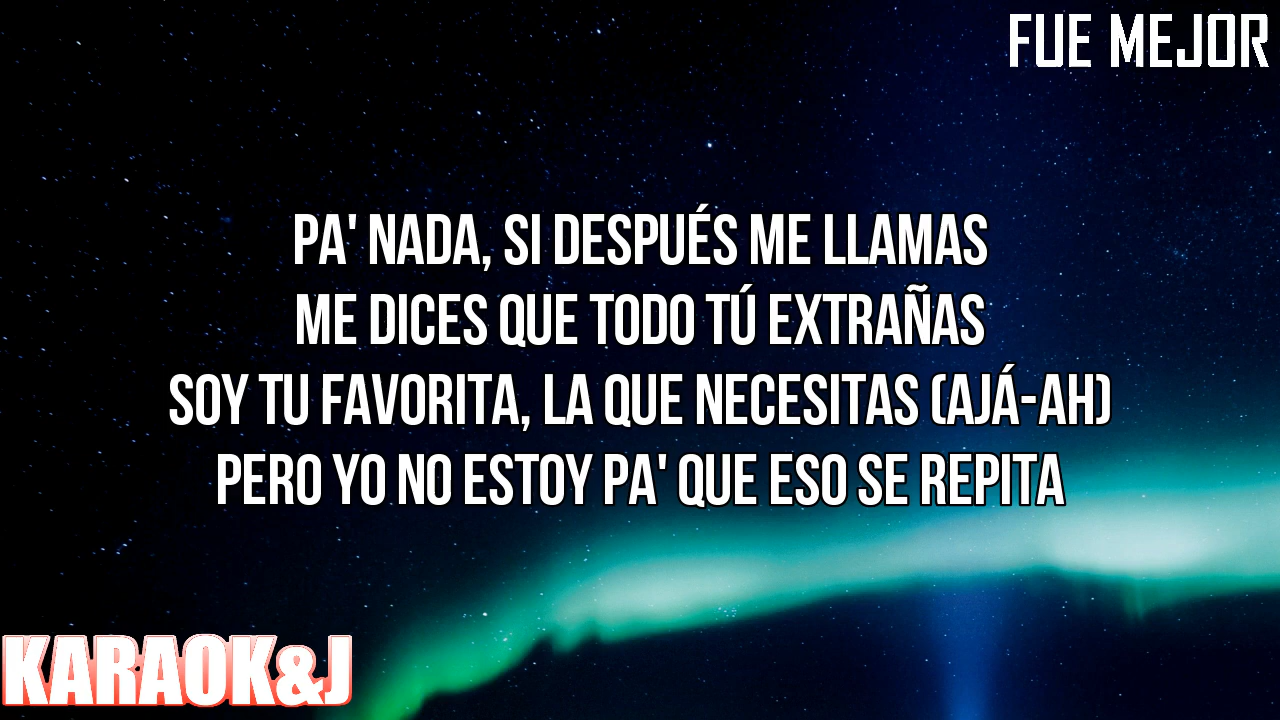 FUE MEJOR
PA' NADA, SI DESPUÉS ME LLAMAS
ME DICES QUE TODO TÚ EXTRAÑAS
SOY TU FAVORITA, LA QUE NECESITAS (AJÁ-AH)
PERO YO NO ESTOY PA' QUE ESO SE REPITA
KARAOK&J